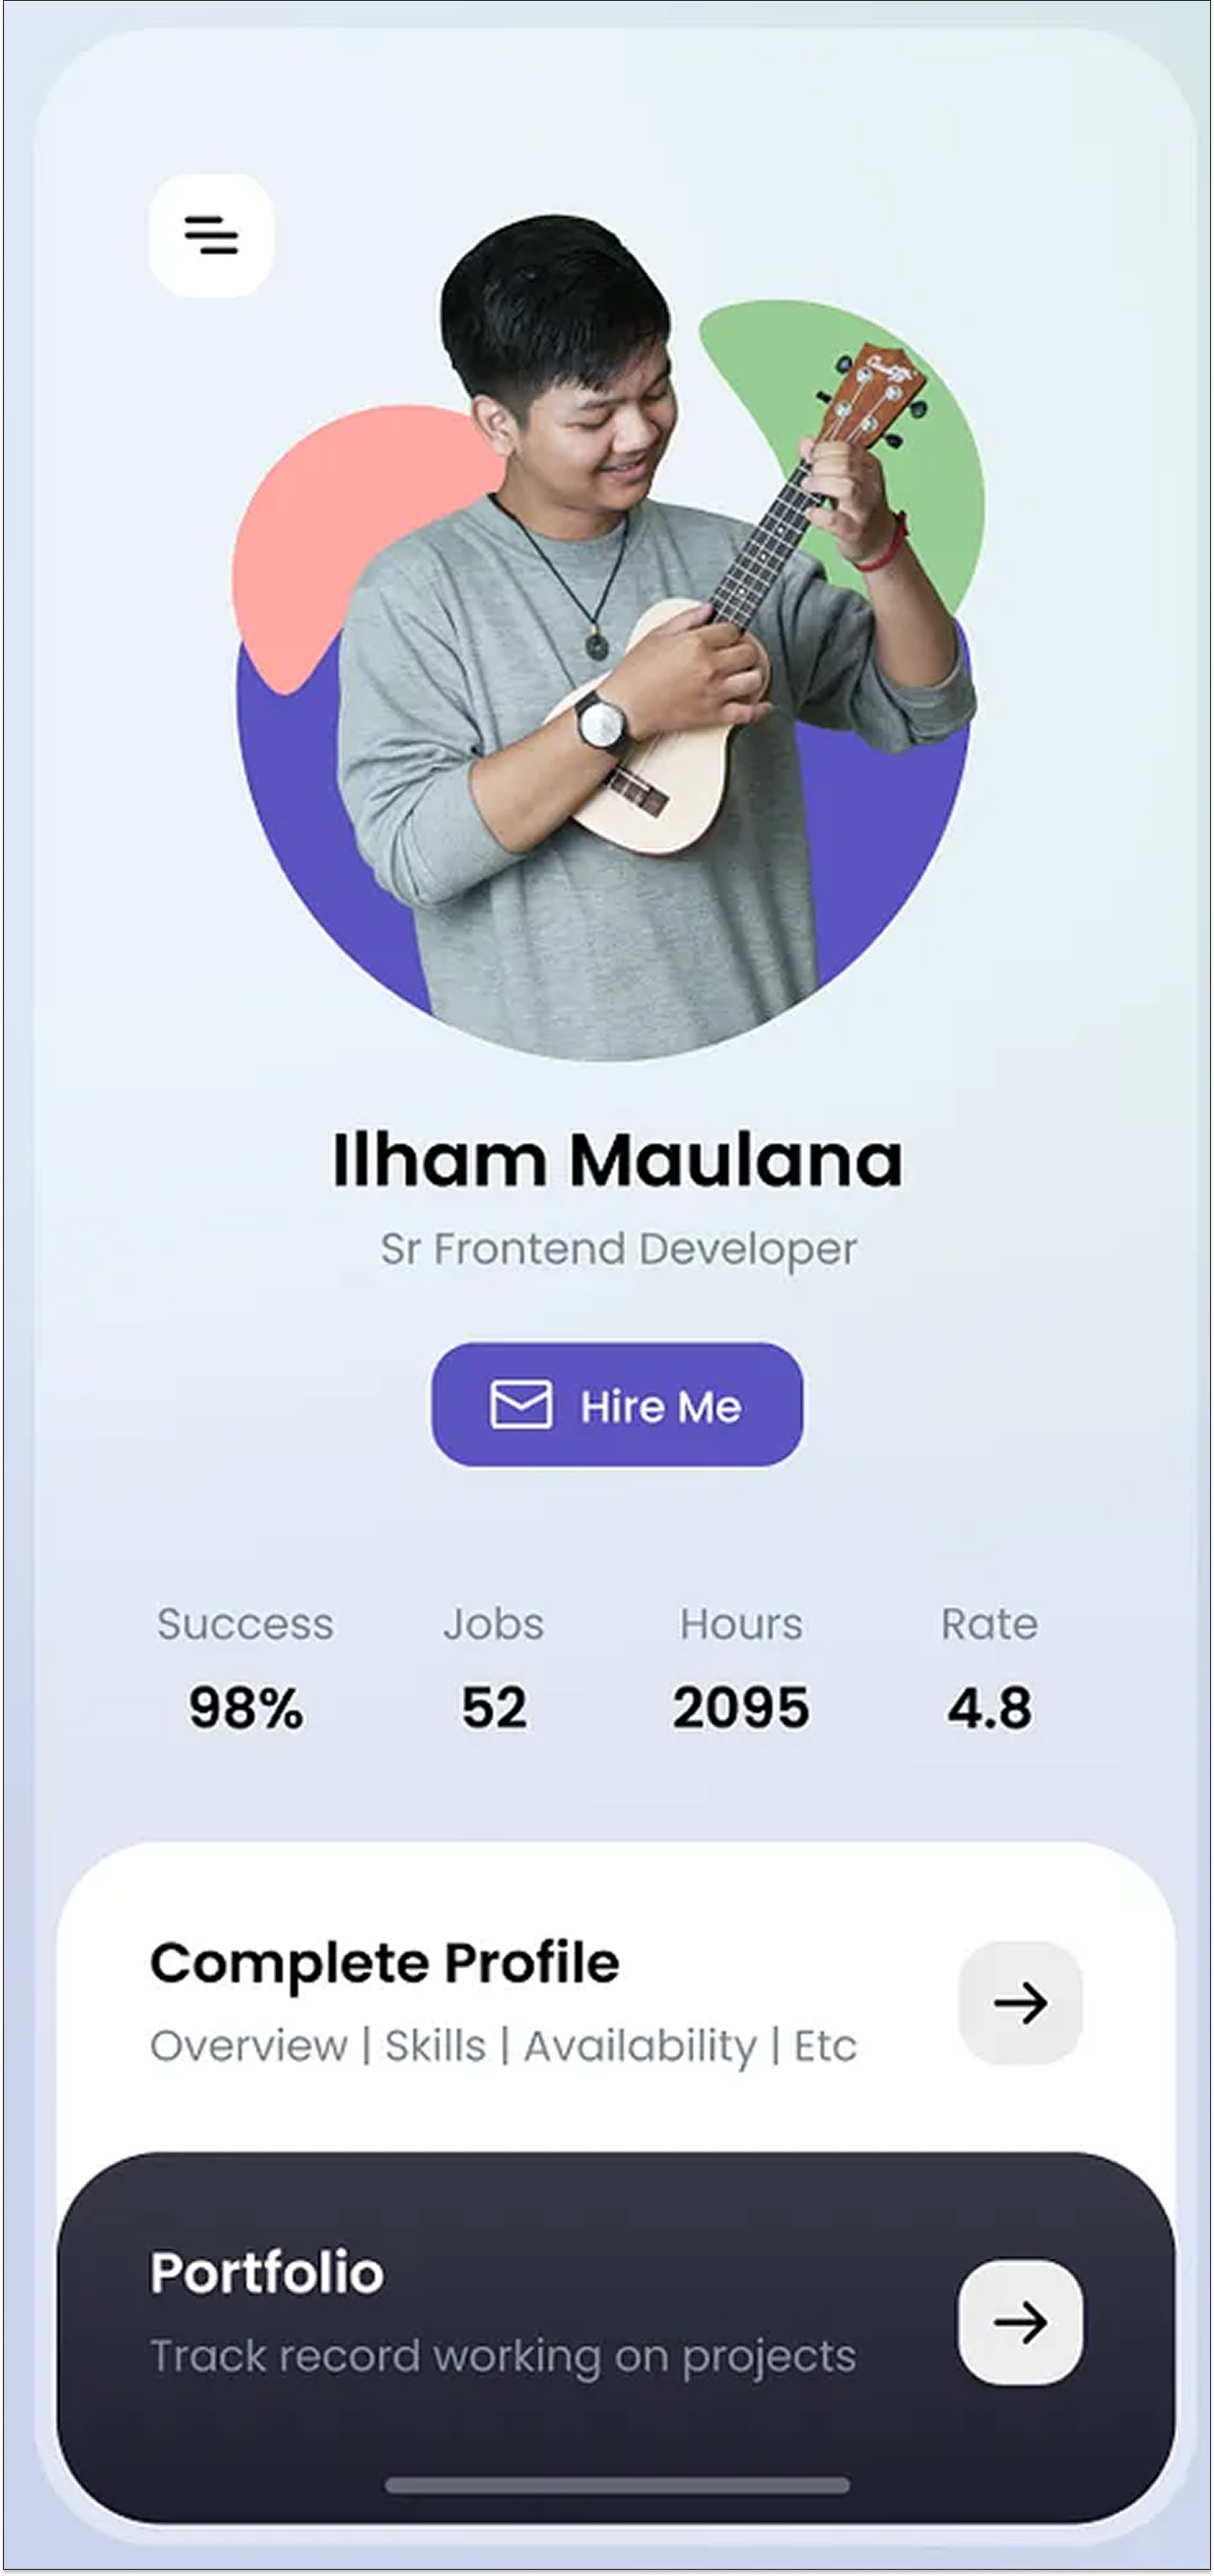 Ilham Maulana
Sr Frontend Developer
Hire Me
Success Jobs Hours Rate
98% 52 2095 4.8
Complete Profile
Overview | Skills | Availability | Etc
Portfolio
Track record working on projects